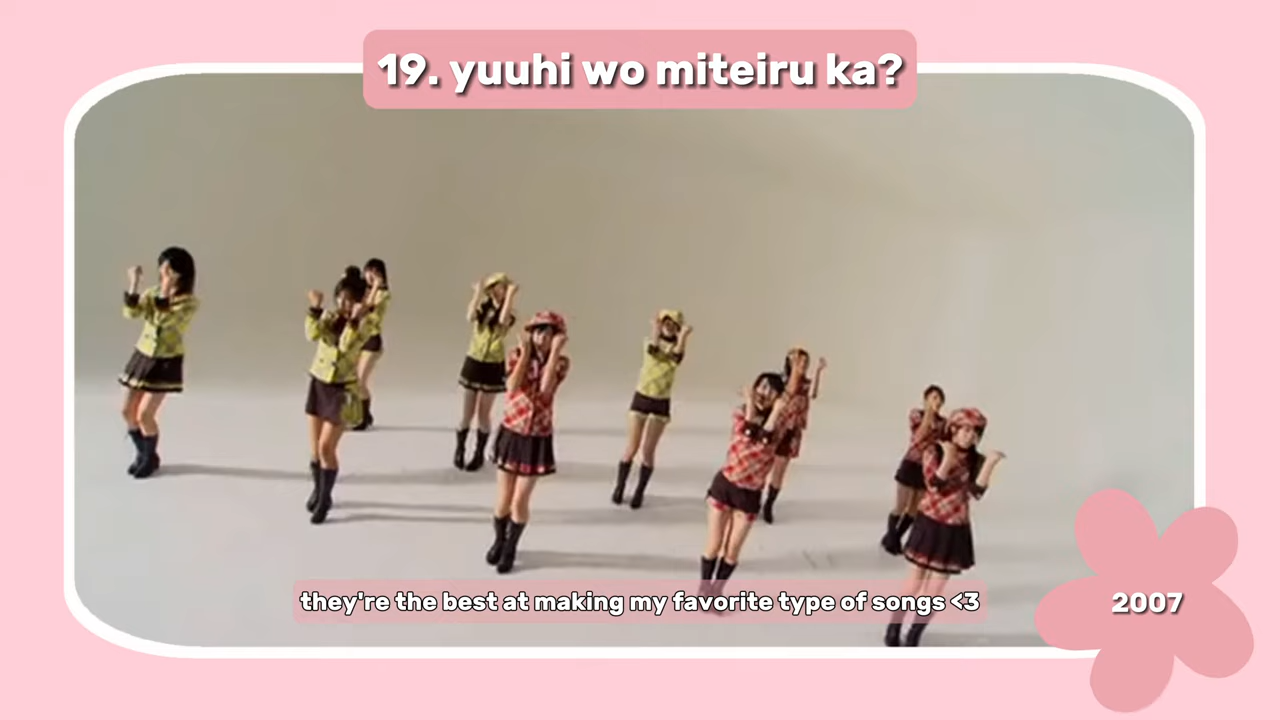 19. yuuhi wo miteiru ka?
they're the best at making my favorite type of songs <3
2007